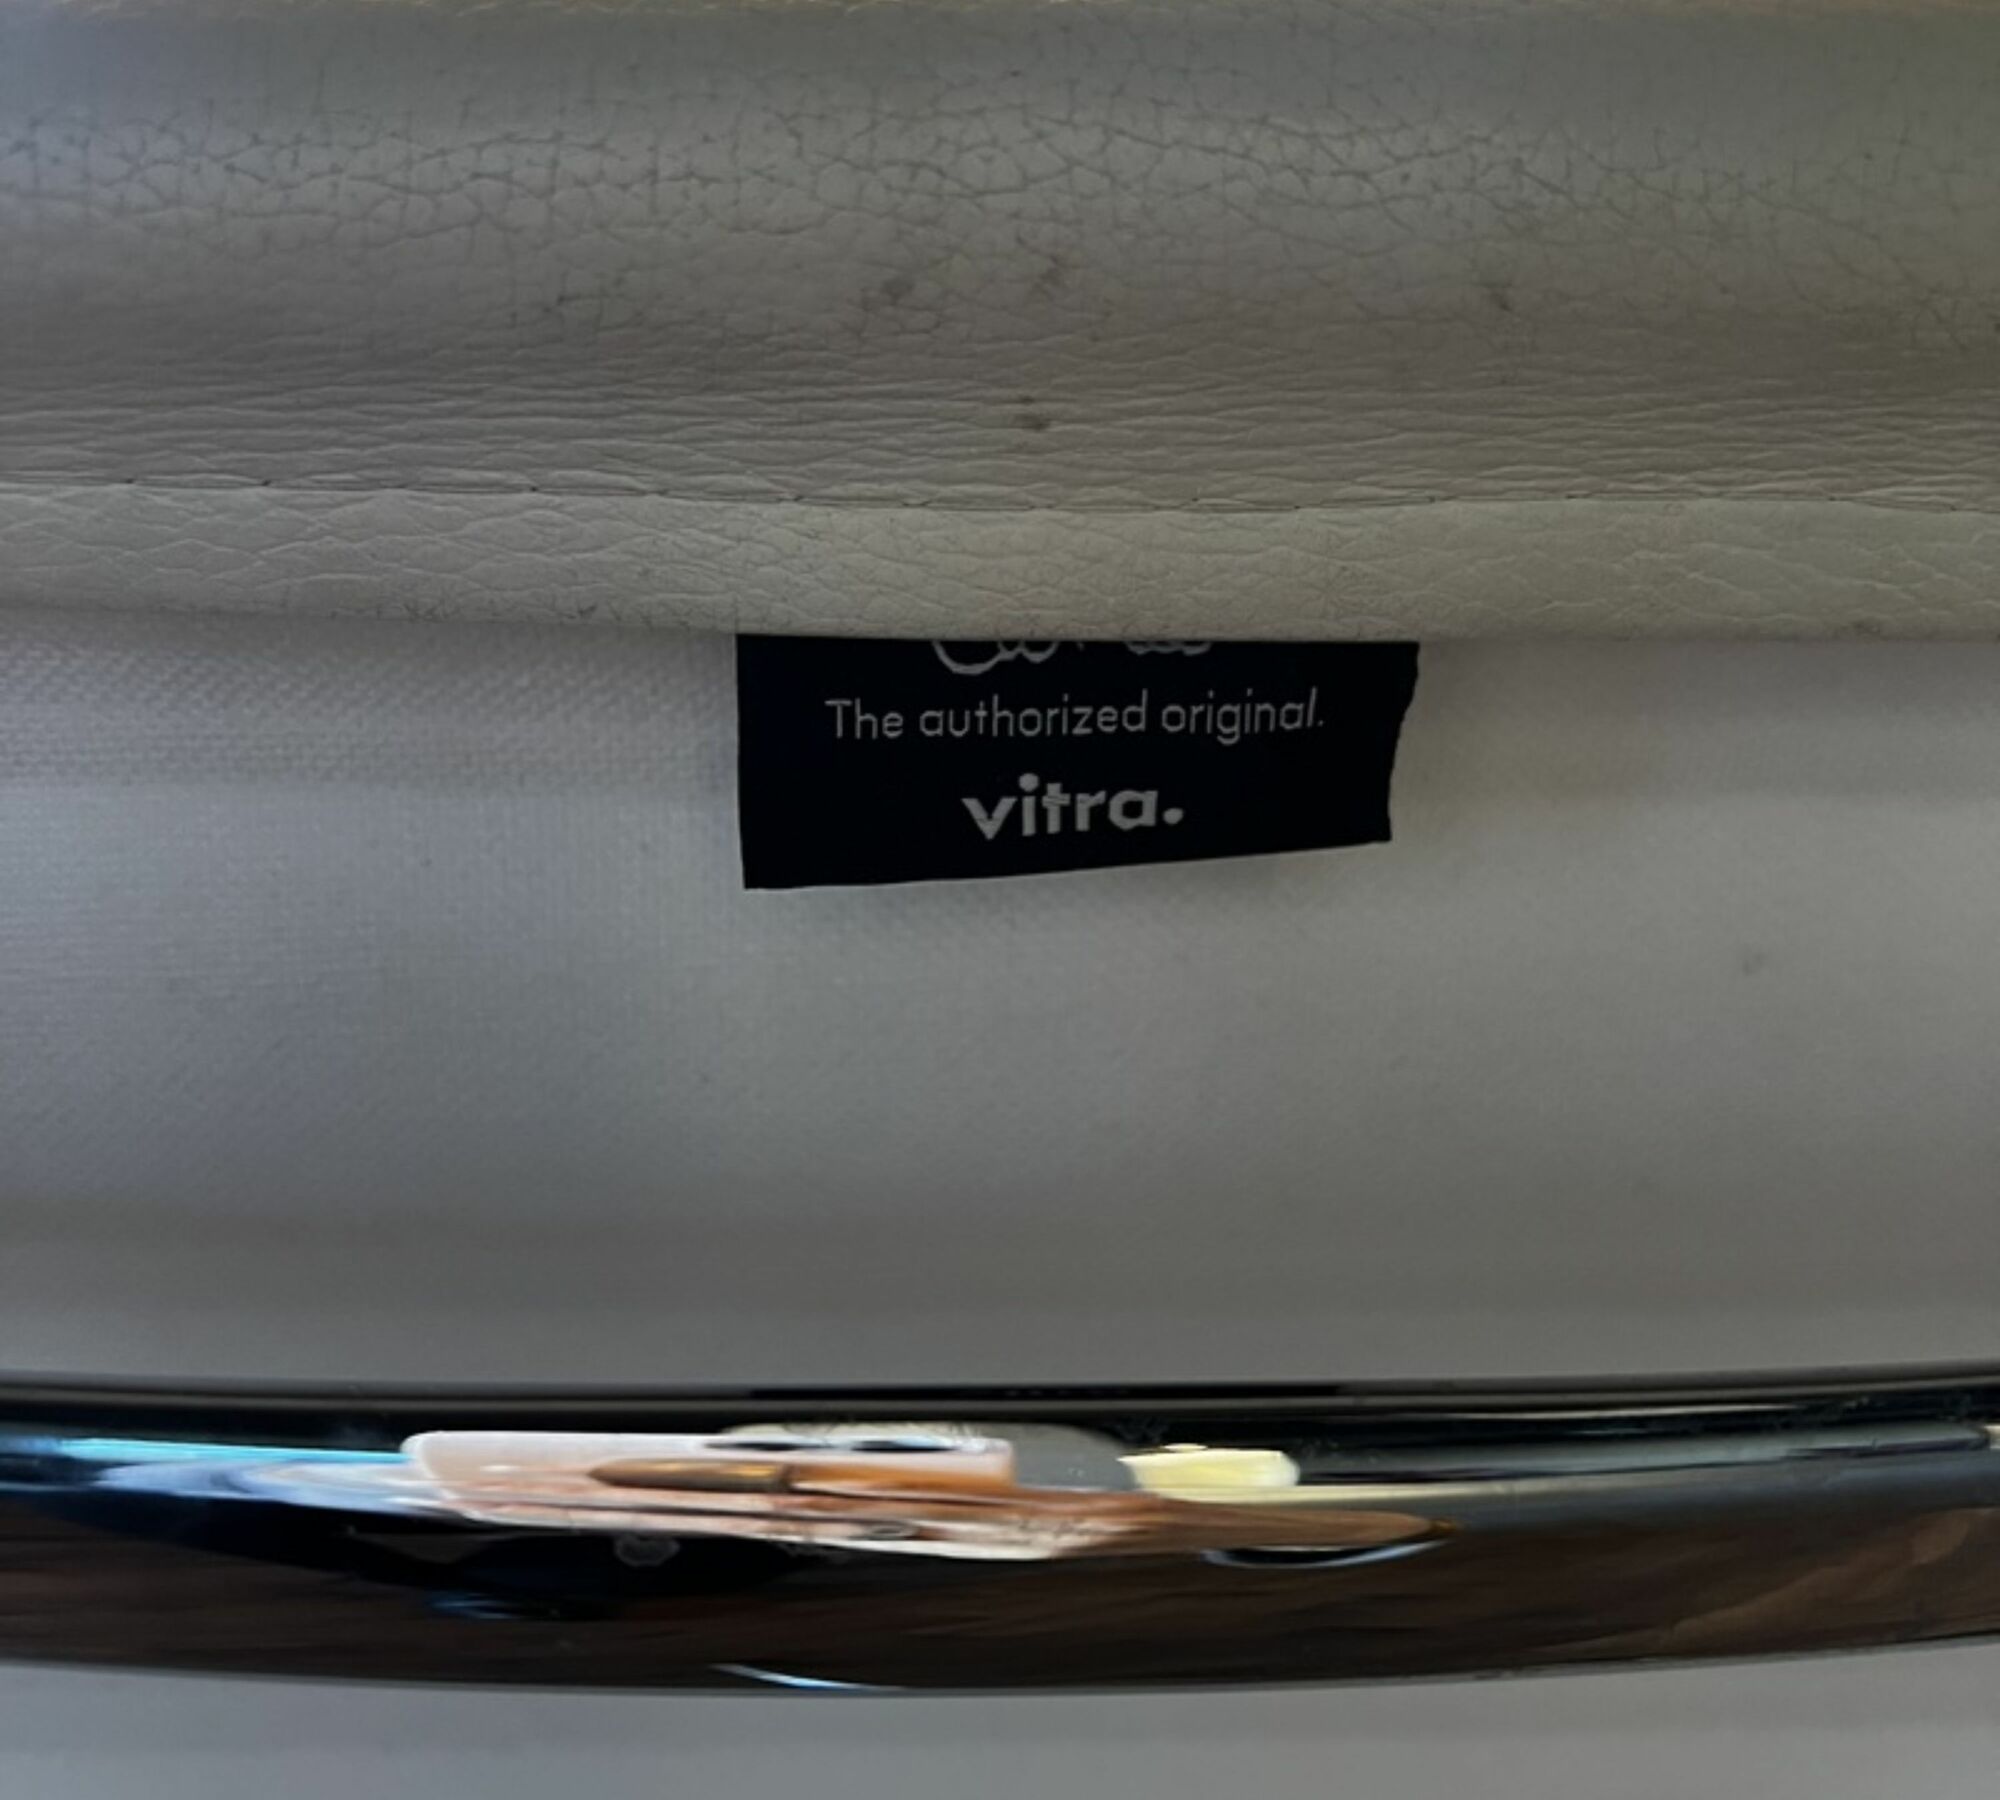 The authorized original.
vitra.